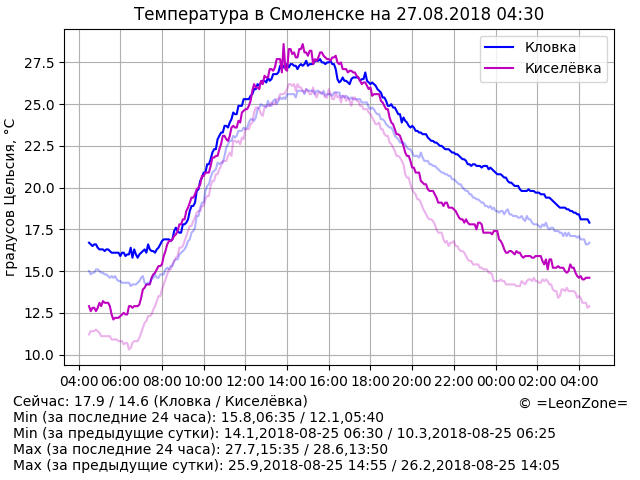 Температура в Смоленске на 27.08.2018 04:30
градусов Цельсия, °C
27.5
25.0
22.5
20.0
17.5
15.0
12.5
10.0
Кловка
Киселёвка
04:00 06:00 08:00 10:00 12:00 14:00 16:00 18:00 20:00 22:00 00:00 02:00 04:00
Сейчас: 17.9 / 14.6 (Кловка / Киселёвка)
© =LeonZone=
Min (за последние 24 часа): 15.8,06:35 / 12.1,05:40
Min (за предыдущие сутки): 14.1,2018-08-25 06:30 / 10.3,2018-08-25 06:25
Max (за последние 24 часа): 27.7,15:35 / 28.6,13:50
Max (за предыдущие сутки): 25.9,2018-08-25 14:55 / 26.2,2018-08-25 14:05